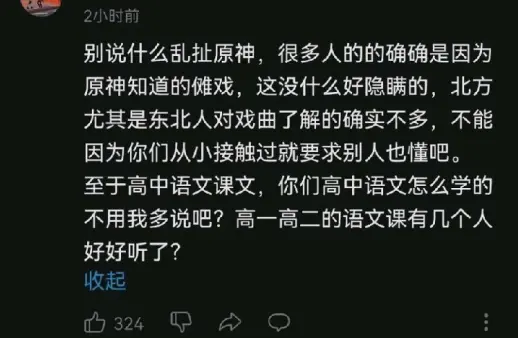 2小时前
别说什么乱扯原神，很多人的的确确是因为
原神知道的傩戏，这没什么好隐瞒的，北方
尤其是东北人对戏曲了解的确实不多，不能
因为你们从小接触过就要求别人也懂吧。
至于高中语文课文，你们高中语文怎么学的
不用我多说吧？高一高二的语文课有几个人
好好听了？
收起
324